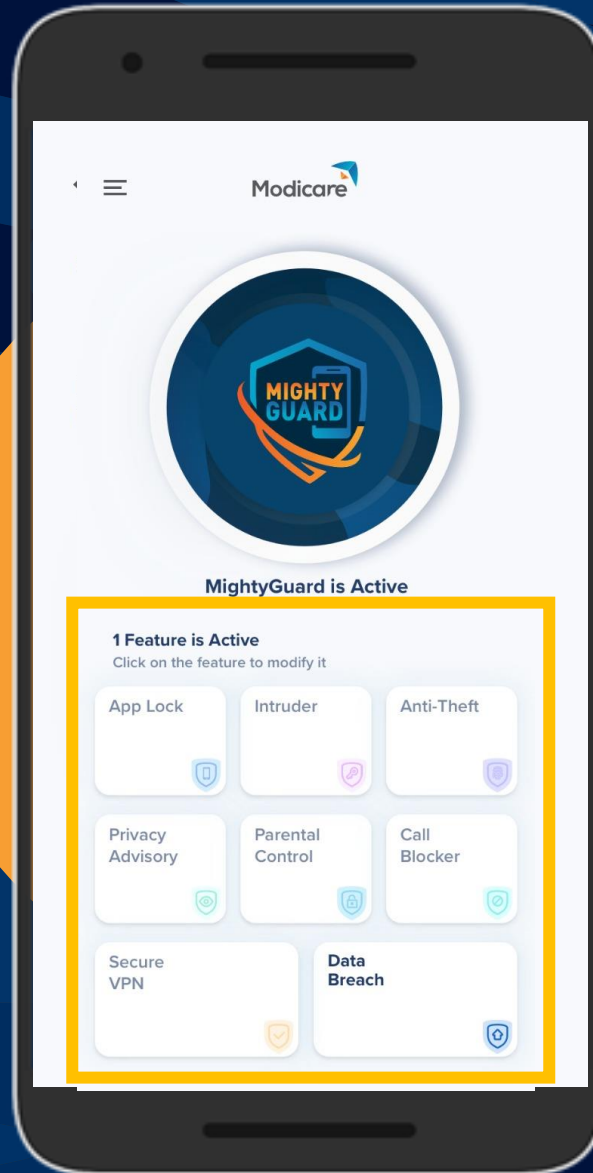 Modicare
MIGHTY
GUARD
MightyGuard is Active
1 Feature is Active
Click on the feature to modify it
App Lock
Intruder
Anti-Theft
Privacy
Advisory
Parental
Control
Call
Blocker
Secure
VPN
Data
Breach